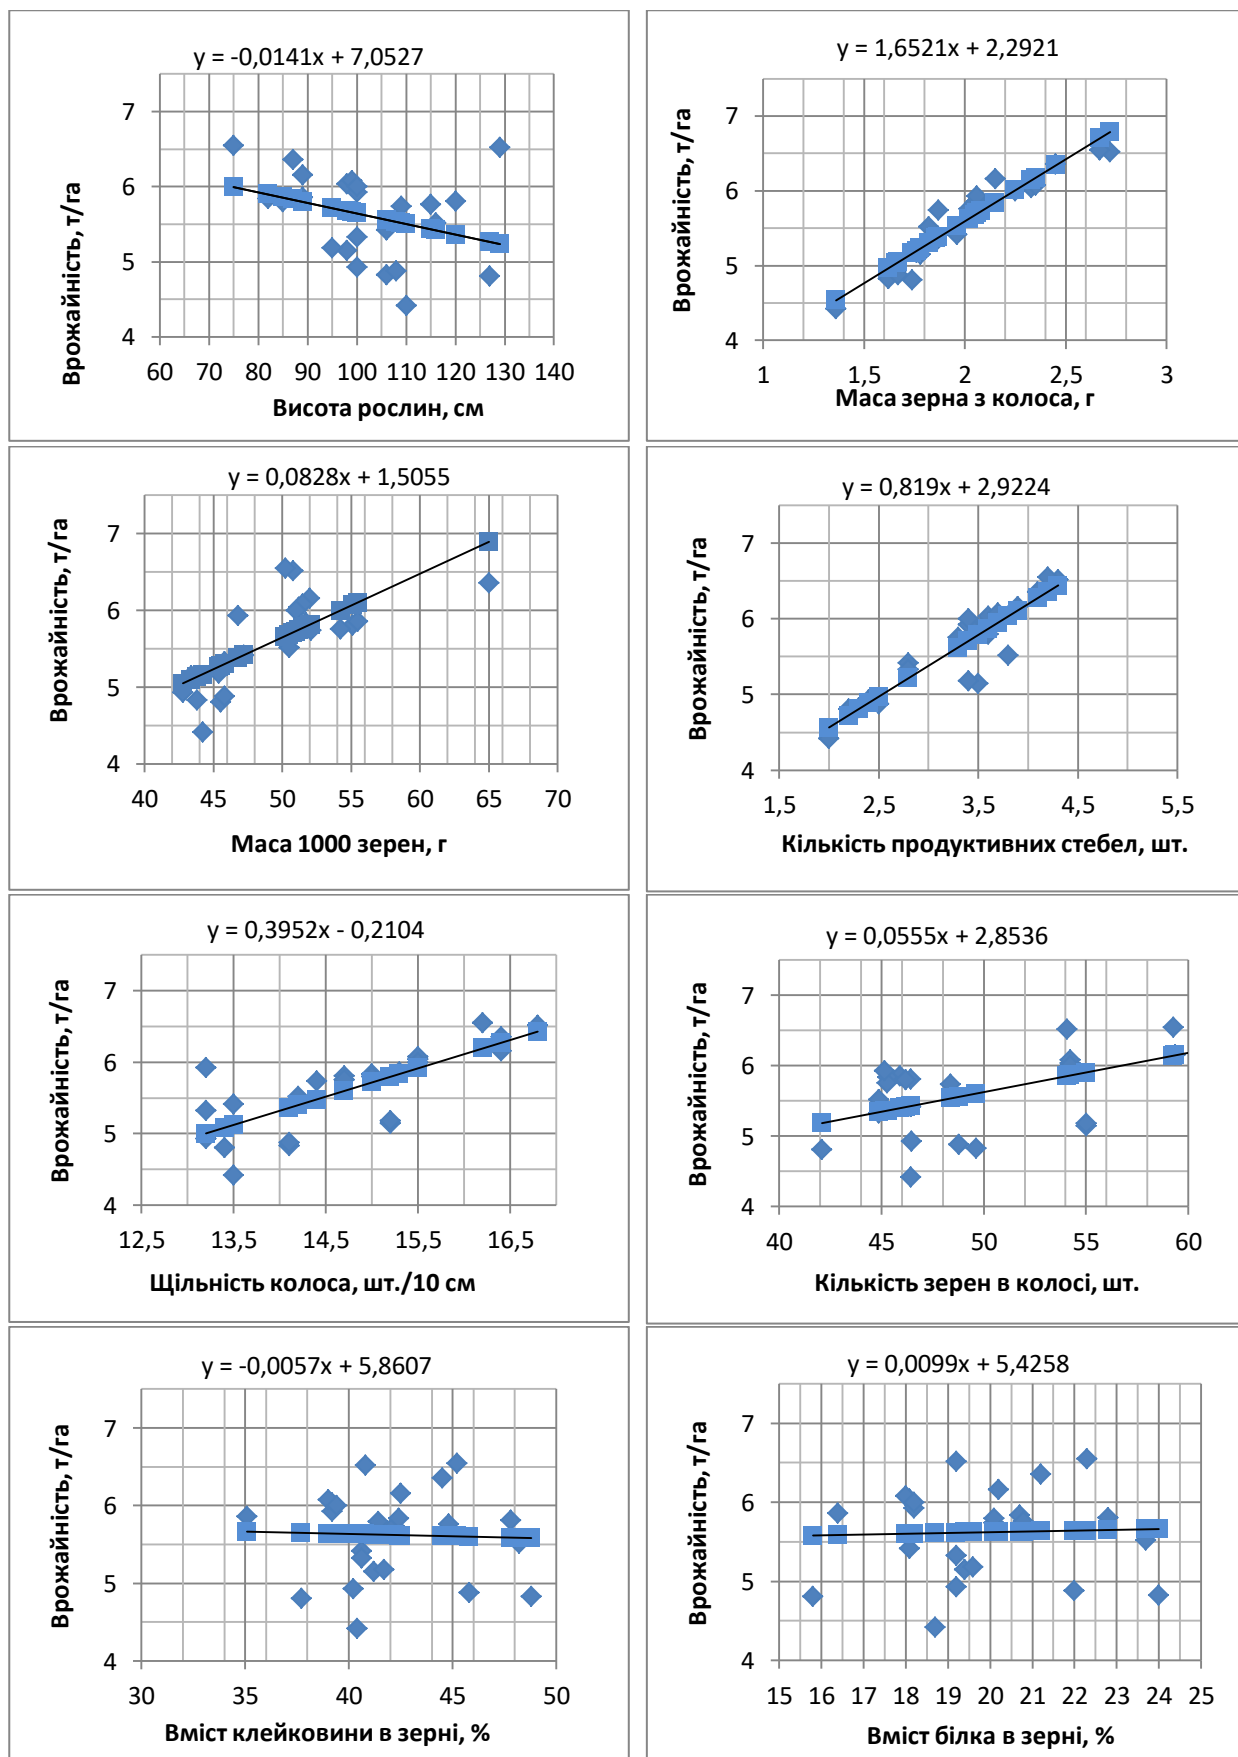 y = -0,0141x + 7,0527
Врожайність, т/га
7
6
5
4
60 70 80 90 100 110 120 130 140
Висота рослин, см
y = 1,6521x + 2,2921
Врожайність, т/га
7
6
5
4
1 1,5 2 2,5 3
Маса зерна з колоса, г
y = 0,0828x + 1,5055
Врожайність, т/га
7
6
5
4
40 45 50 55 60 65 70
Маса 1000 зерен, г
y = 0,819x + 2,9224
Врожайність, т/га
7
6
5
4
1,5 2,5 3,5 4,5 5,5
Кількість продуктивних стебел, шт.
y = 0,3952x - 0,2104
Врожайність, т/га
7
6
5
4
12,5 13,5 14,5 15,5 16,5
Щільність колоса, шт./10 см
y = 0,0555x + 2,8536
Врожайність, т/га
7
6
5
4
40 45 50 55 60
Кількість зерен в колосі, шт.
y = -0,0057x + 5,8607
Врожайність, т/га
7
6
5
4
30 35 40 45 50
Вміст клейковини в зерні, %
y = 0,0099x + 5,4258
Врожайність, т/га
7
6
5
4
15 16 17 18 19 20 21 22 23 24 25
Вміст білка в зерні, %